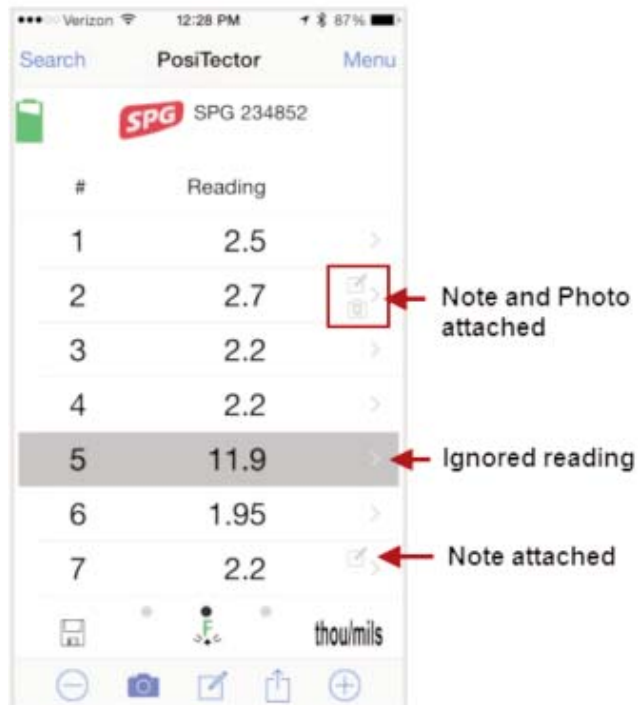 Verizon 12:28 PM 87%
Search PosiTector Menu
SPG SPG 234852
# Reading
1 2.5
2 2.7
Note and Photo
attached
3 2.2
4 2.2
5 11.9 Ignored reading
6 1.95
7 2.2 Note attached
F
thou/mils